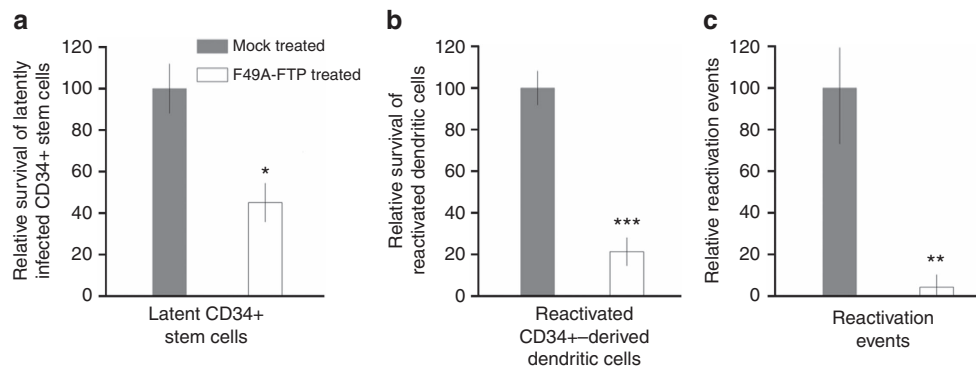 a
Relative survival of latently
infected CD34+ stem cells
120
100
80
60
40
20
0
Mock treated
F49A-FTP treated
*
Latent CD34+
stem cells
b
Relative survival of
reactivated dendritic cells
120
100
80
60
40
20
0
***
Reactivated
CD34+–derived
dendritic cells
c
Relative reactivation events
120
100
80
60
40
20
0
**
Reactivation
events